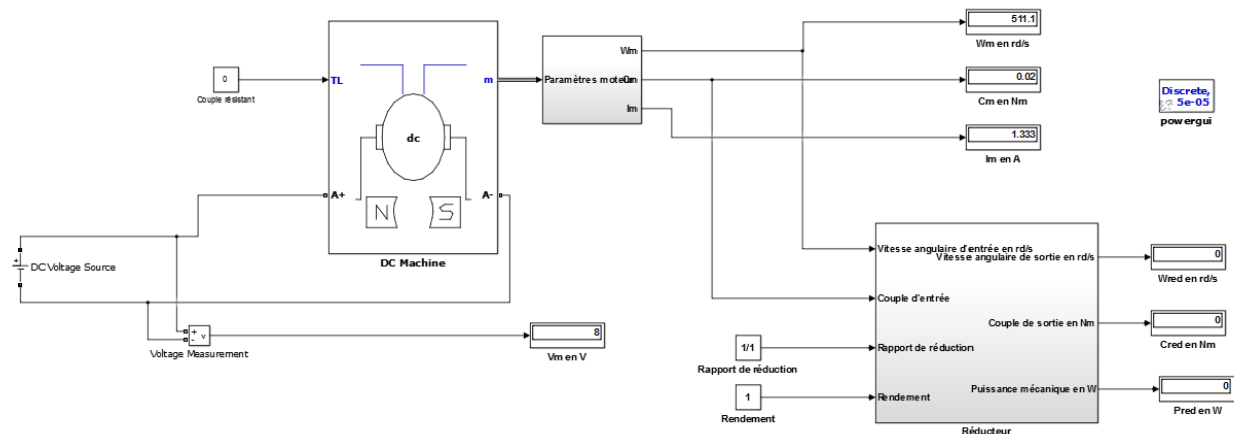 511.1
Wm en rd/s
0.02
Cm en Nm
1.333
Im en A
Discrete,
5e-05
powergui
0
Couple résistant
TL
m
dc
A+
A-
N
S
DC Machine
Wm
Paramètres moteur
Cm
Im
DC Voltage Source
+
+
-
v
Voltage Measurement
8
Vm en V
1/1
Rapport de réduction
1
Rendement
Vitesse angulaire d'entrée en rd/s
Vitesse angulaire de sortie en rd/s
Couple d'entrée
Couple de sortie en Nm
Rapport de réduction
Puissance mécanique en W
Rendement
Réducteur
0
Wred en rd/s
0
Cred en Nm
0
Pred en W